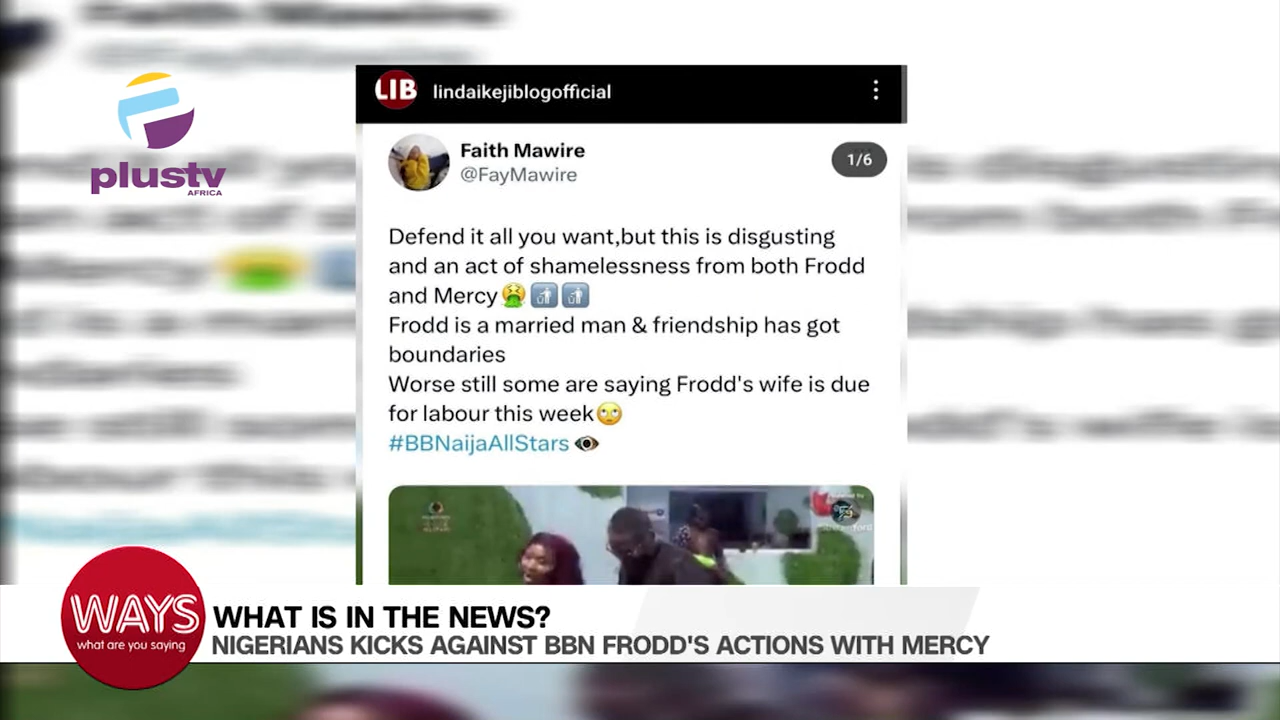 plustv
AFRICA
LIB lindaikejiblogofficial
Faith Mawire
@FayMawire
1/6
Defend it all you want,but this is disgusting
and an act of shamelessness from both Frodd
and Mercy🤮🚮🚮
Frodd is a married man & friendship has got
boundaries
Worse still some are saying Frodd's wife is due
for labour this week🙄
#BBNaijaAllStars 👁
WAYS
what are you saying
WHAT IS IN THE NEWS?
NIGERIANS KICKS AGAINST BBN FRODD'S ACTIONS WITH MERCY